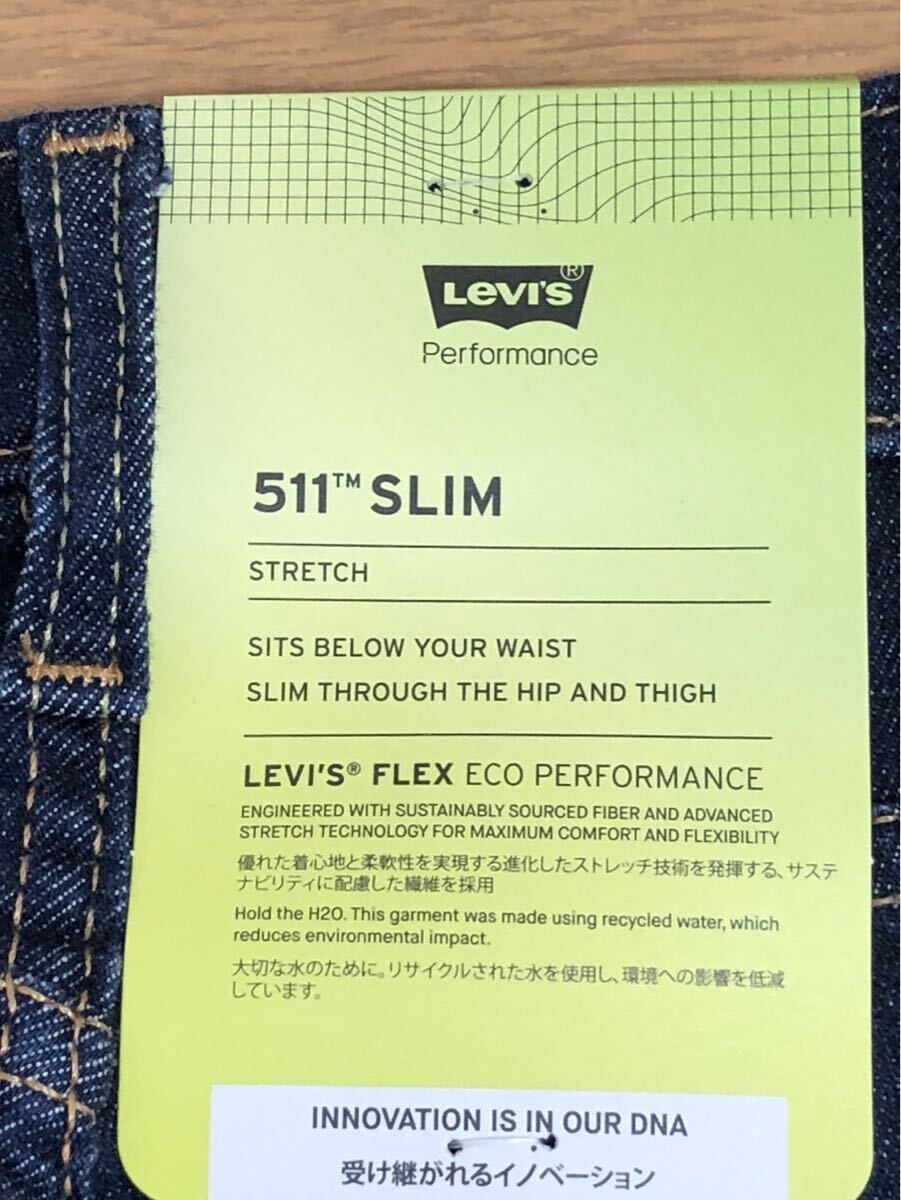 LEVI'S®
Performance
511™ SLIM
STRETCH
SITS BELOW YOUR WAIST
SLIM THROUGH THE HIP AND THIGH
LEVI'S® FLEX ECO PERFORMANCE
ENGINEERED WITH SUSTAINABLY SOURCED FIBER AND ADVANCED
STRETCH TECHNOLOGY FOR MAXIMUM COMFORT AND FLEXIBILITY
優れた着心地と柔軟性を実現する進化したストレッチ技術を発揮する、サステ
ナビリティに配慮した繊維を採用
Hold the H2O. This garment was made using recycled water, which
reduces environmental impact.
大切な水のために。リサイクルされた水を使用し、環境への影響を低減
しています。
INNOVATION IS IN OUR DNA
受け継がれるイノベーション